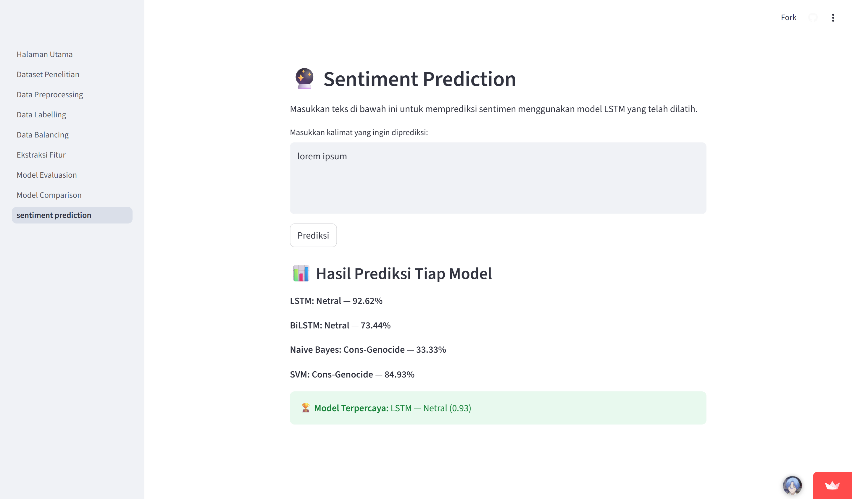 Fork
Halaman Utama
Dataset Penelitian
Data Preprocessing
Data Labelling
Data Balancing
Ekstraksi Fitur
Model Evaluasion
Model Comparison
sentiment prediction
Sentiment Prediction
Masukkan teks di bawah ini untuk memprediksi sentimen menggunakan model LSTM yang telah dilatih.
Masukkan kalimat yang ingin diprediksi:
lorem ipsum
Prediksi
Hasil Prediksi Tiap Model
LSTM: Netral — 92.62%
BiLSTM: Netral — 73.44%
Naive Bayes: Cons-Genocide — 33.33%
SVM: Cons-Genocide — 84.93%
Model Terpercaya: LSTM — Netral (0.93)